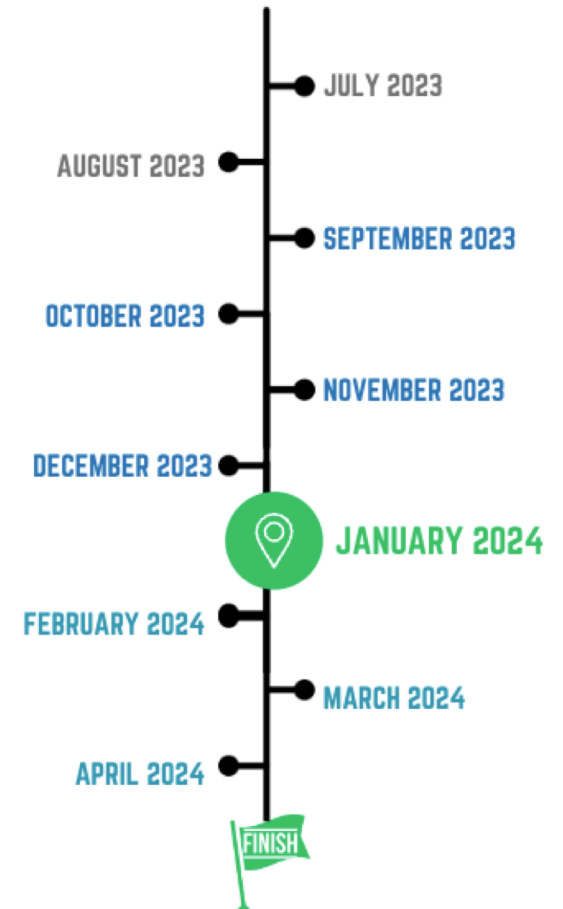 JULY 2023
AUGUST 2023
SEPTEMBER 2023
OCTOBER 2023
NOVEMBER 2023
DECEMBER 2023
JANUARY 2024
FEBRUARY 2024
MARCH 2024
APRIL 2024
FINISH